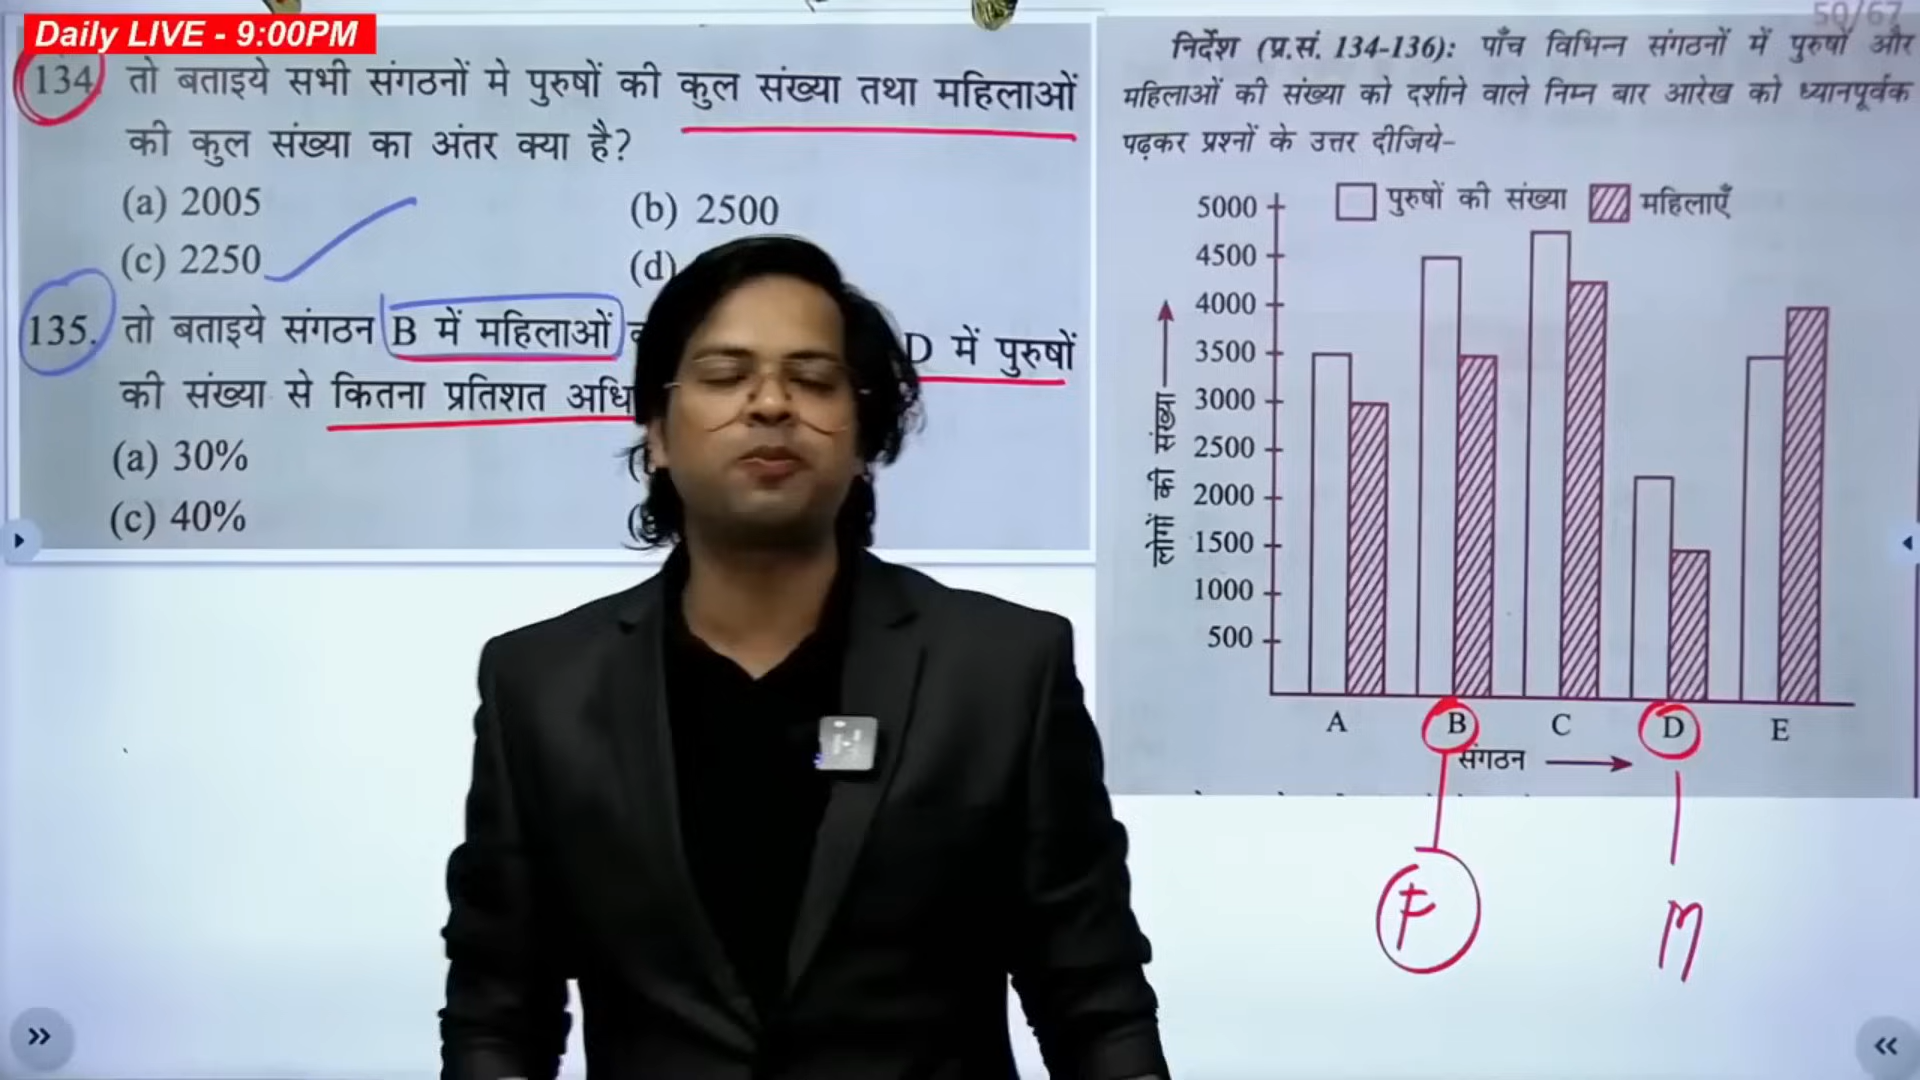 Daily LIVE - 9:00PM
50/67
134. तो बताइये सभी संगठनों मे पुरुषों की कुल संख्या तथा महिलाओं
की कुल संख्या का अंतर क्या है?
(a) 2005 (b) 2500
(c) 2250 (d)
135. तो बताइये संगठन B में महिलाओं D में पुरुषों
की संख्या से कितना प्रतिशत
(a) 30%
(c) 40%
निर्देश (प्र.सं. 134-136): पाँच विभिन्न संगठनों में पुरुषों और
महिलाओं की संख्या को दर्शाने वाले निम्न बार आरेख को ध्यानपूर्वक
पढ़कर प्रश्नों के उत्तर दीजिये-
पुरुषों की संख्या महिलाएँ
5000
4500
4000
3500
3000
2500
2000
1500
1000
500
लोगों की संख्या
A B C D E
संगठन
F M